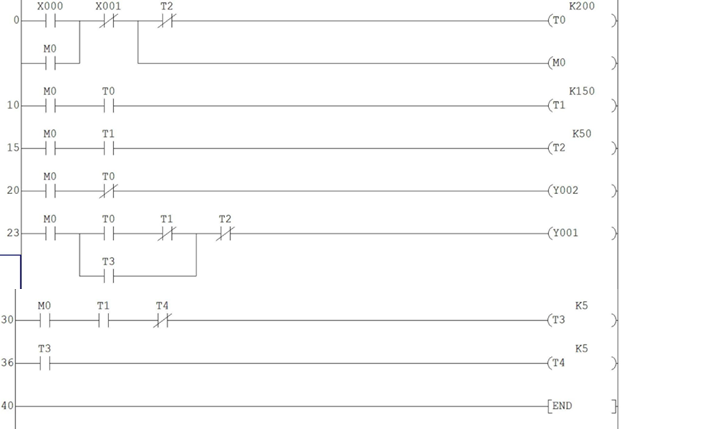 X000 X001 T2 K200
0 (T0 )
M0
(M0 )
M0 T0 K150
10 (T1 )
M0 T1 K50
15 (T2 )
M0 T0
20 (Y002 )
M0 T0 T1 T2
23 (Y001 )
T3
M0 T1 T4 K5
30 (T3 )
T3 K5
36 (T4 )
40 [END ]